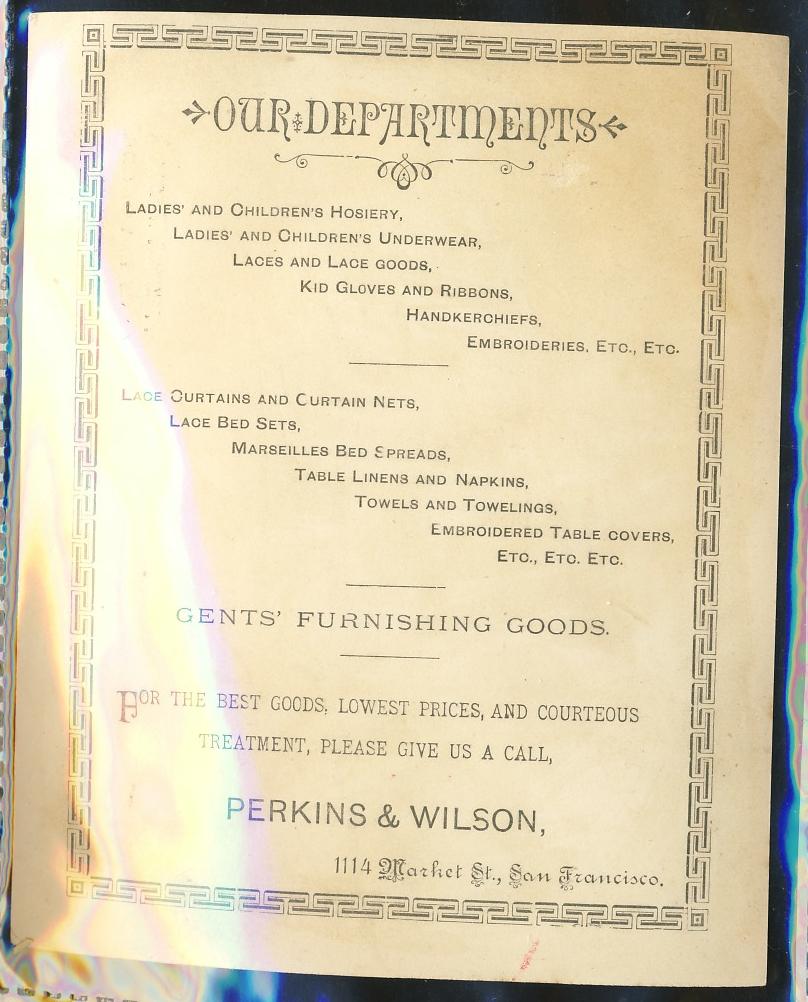 OUR DEPARTMENTS
LADIES' AND CHILDREN'S HOSIERY,
LADIES' AND CHILDREN'S UNDERWEAR,
LACES AND LACE GOODS,
KID GLOVES AND RIBBONS,
HANDKERCHIEFS,
EMBROIDERIES, ETC., ETC.
LACE CURTAINS AND CURTAIN NETS,
LACE BED SETS,
MARSEILLES BED SPREADS,
TABLE LINENS AND NAPKINS,
TOWELS AND TOWELINGS,
EMBROIDERED TABLE COVERS,
ETC., ETC. ETC.
GENTS' FURNISHING GOODS.
FOR THE BEST GOODS, LOWEST PRICES, AND COURTEOUS
TREATMENT, PLEASE GIVE US A CALL,
PERKINS & WILSON,
1114 Market St., San Francisco.